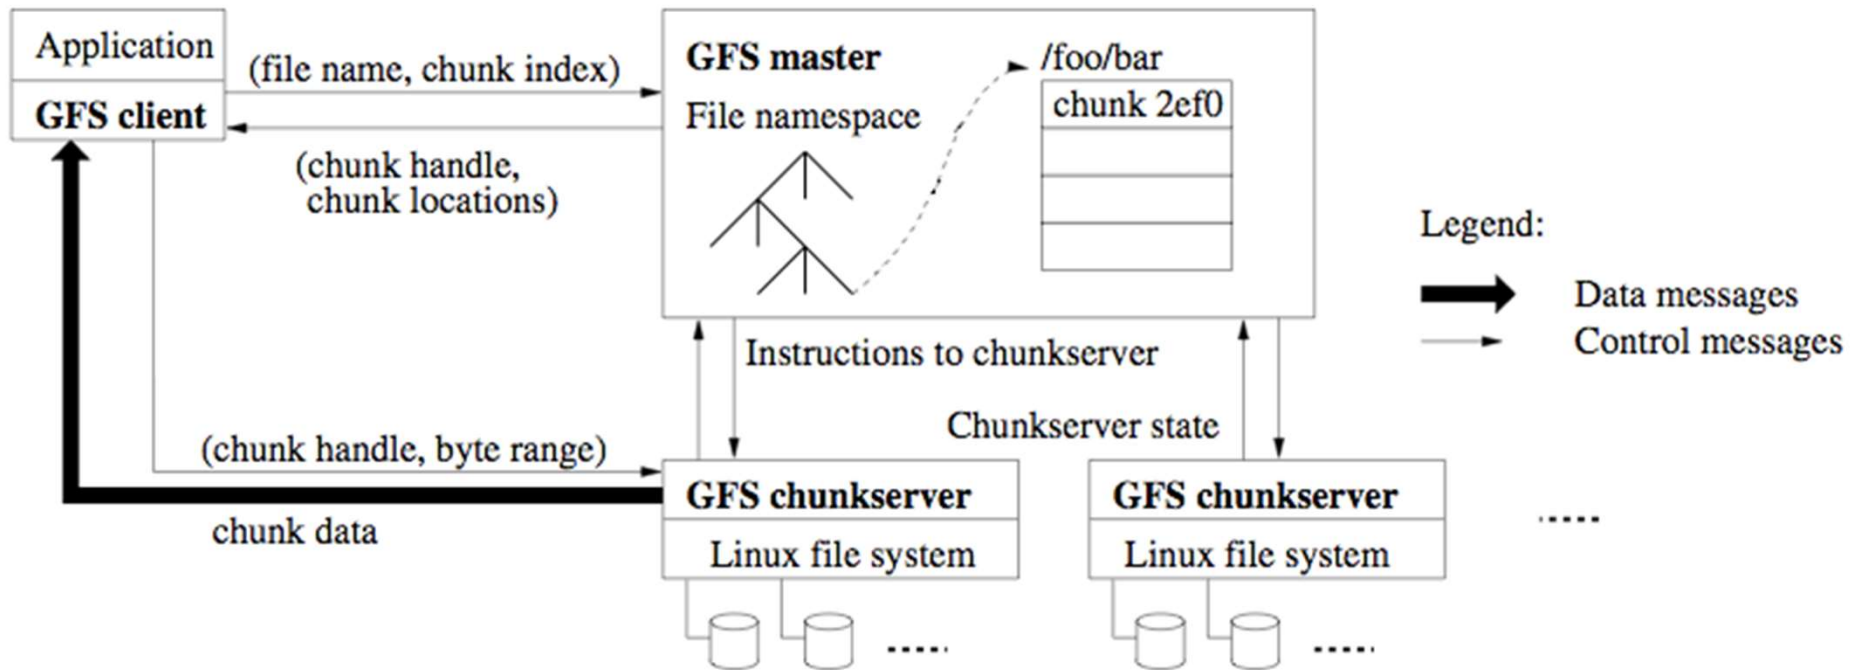 Application
GFS client
(file name, chunk index)
(chunk handle,
chunk locations)
GFS master
File namespace
/foo/bar
chunk 2ef0
Legend:
Data messages
Control messages
Instructions to chunkserver
Chunkserver state
(chunk handle, byte range)
chunk data
GFS chunkserver
Linux file system
GFS chunkserver
Linux file system